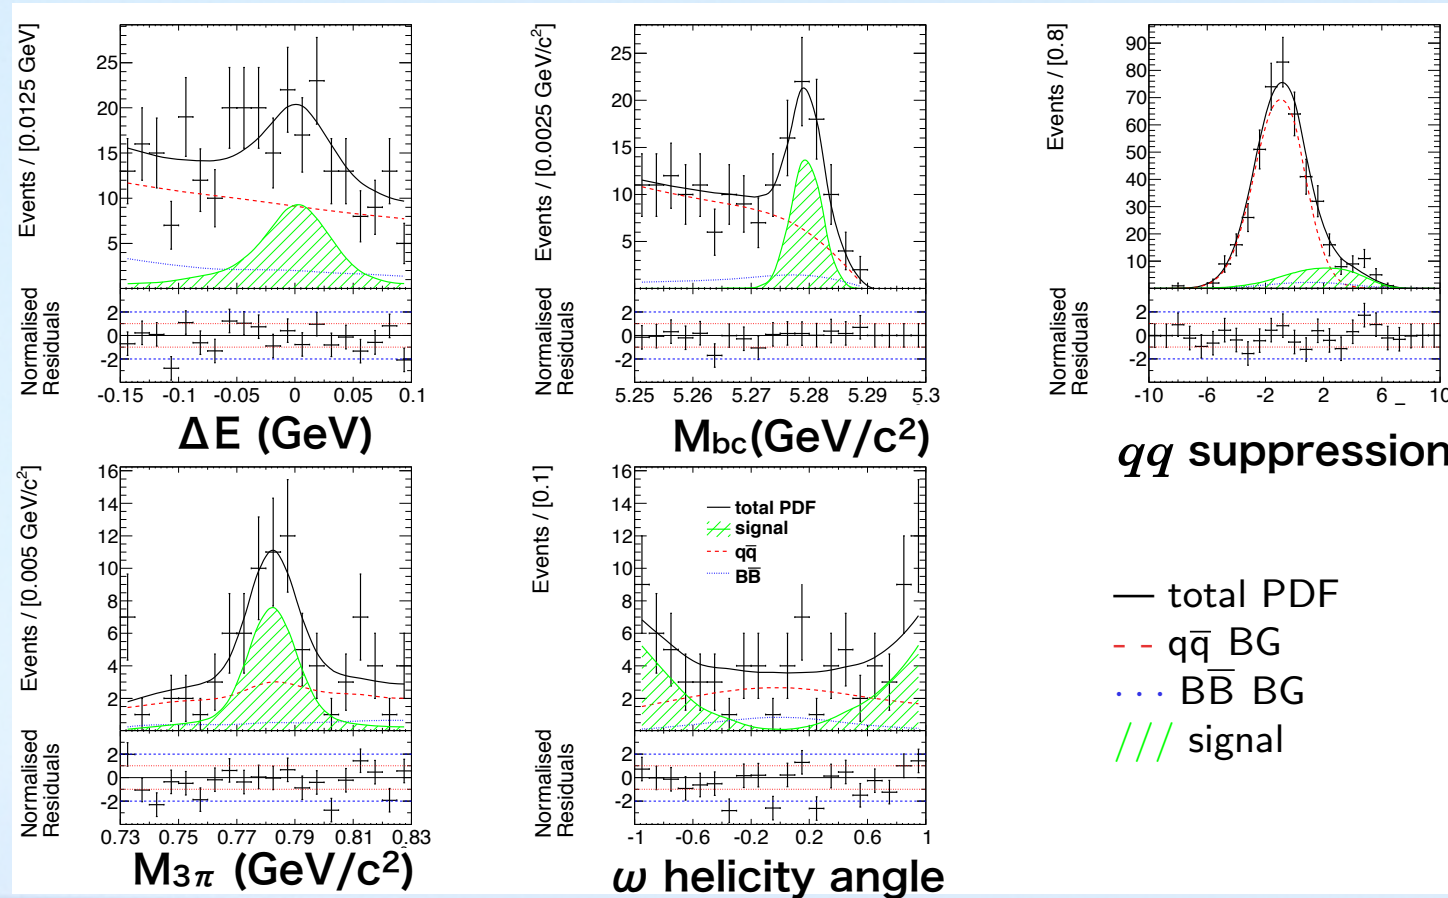 Events / [0.0125 GeV]
25
20
15
10
5
Normalised
Residuals
2
0
-2
-0.15 -0.1 -0.05 0 0.05 0.1
ΔE (GeV)
Events / [0.0025 GeV/c²]
25
20
15
10
5
Normalised
Residuals
2
0
-2
5.25 5.26 5.27 5.28 5.29 5.3
Mbc(GeV/c²)
Events / [0.8]
90
80
70
60
50
40
30
20
10
Normalised
Residuals
2
0
-2
-10 -6 -2 2 6 10
qq suppression
Events / [0.005 GeV/c²]
16
14
12
10
8
6
4
2
Normalised
Residuals
2
0
-2
0.73 0.75 0.77 0.79 0.81 0.83
M3π (GeV/c²)
Events / [0.1]
16
14
12
10
8
6
4
2
total PDF
signal
qq̅
BB̅
Normalised
Residuals
2
0
-2
-1 -0.6 -0.2 0.2 0.6 1
ω helicity angle
total PDF
qq̅ BG
BB̅ BG
signal